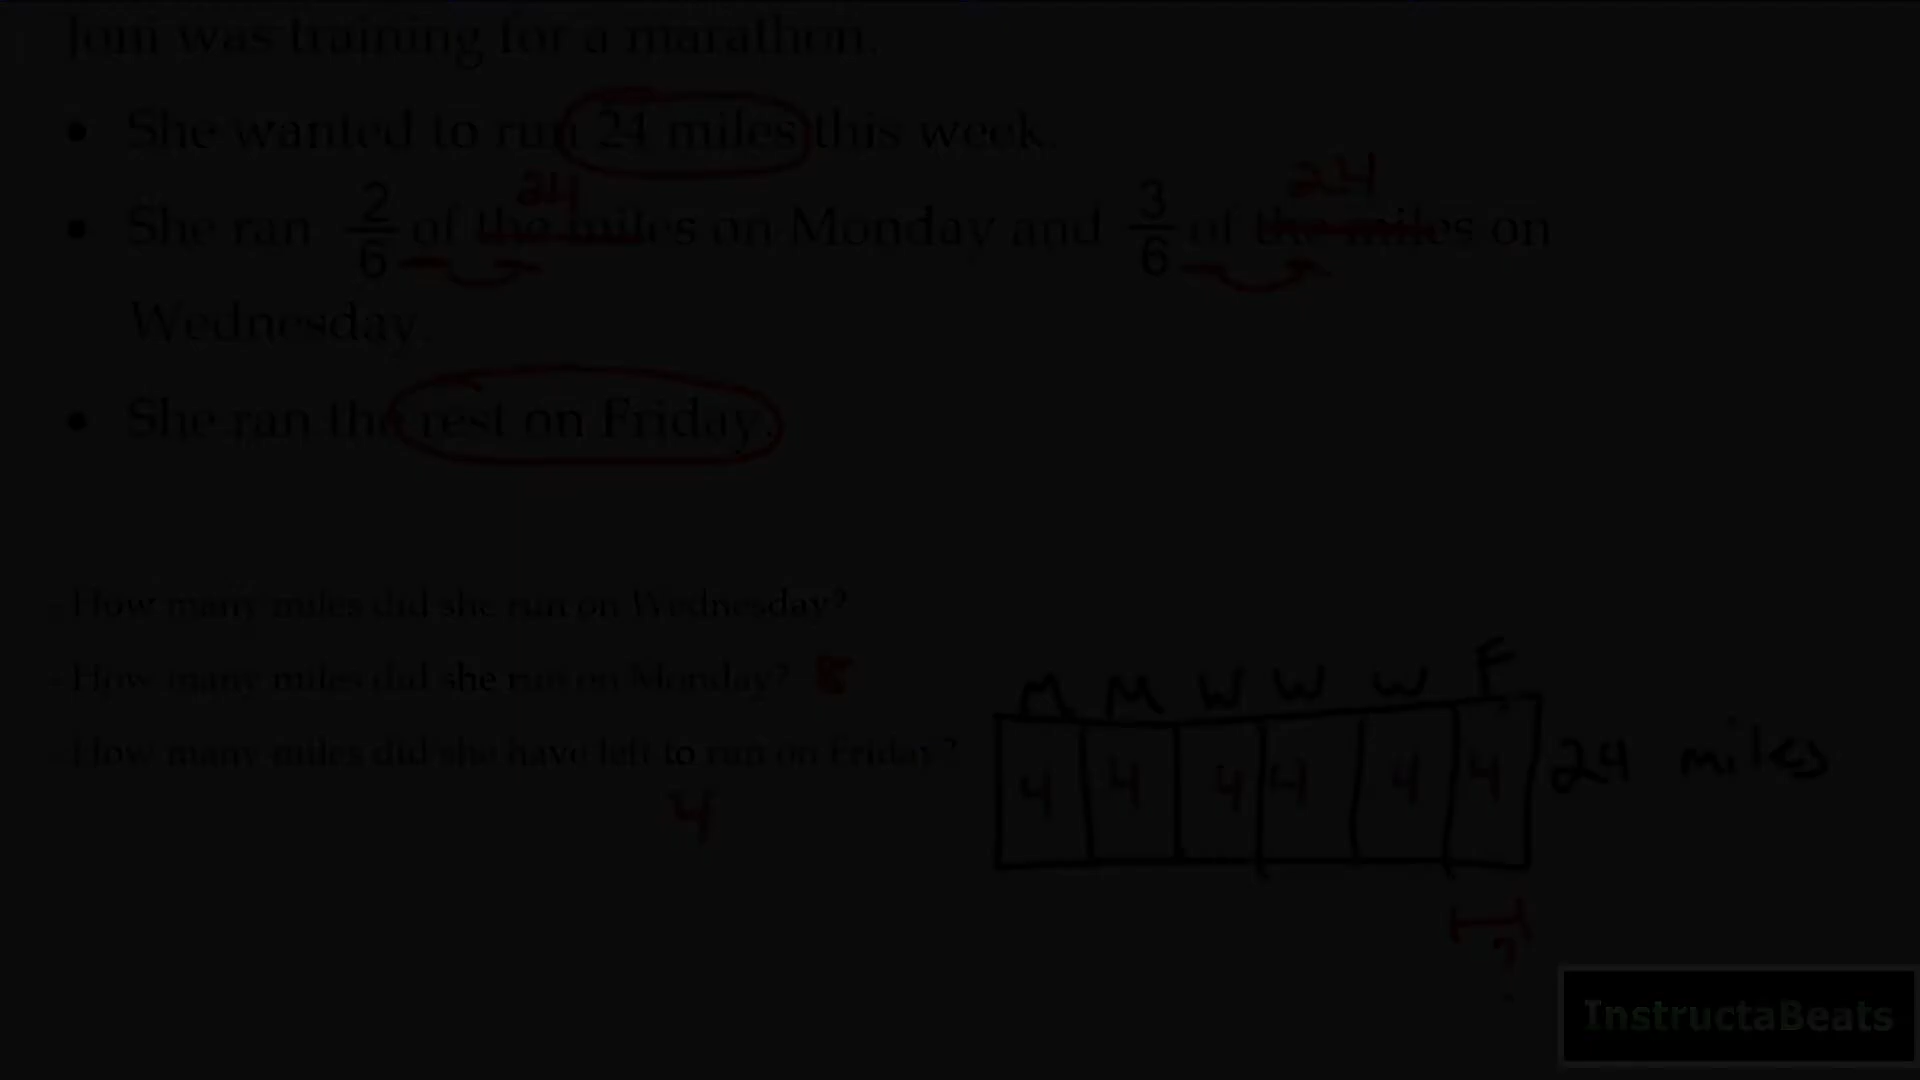 Joni was training for a marathon.
• She wanted to run 24 miles this week.
24 24
• She ran 2/6 of the miles on Monday and 3/6 of the miles on
Wednesday.
• She ran the rest on Friday.
- How many miles did she run on Wednesday?
- How many miles did she run on Monday? 8
- How many miles did she have left to run on Friday?
4
M M W W W F
4 4 4 4 4 4 24 miles
?
InstructaBeats